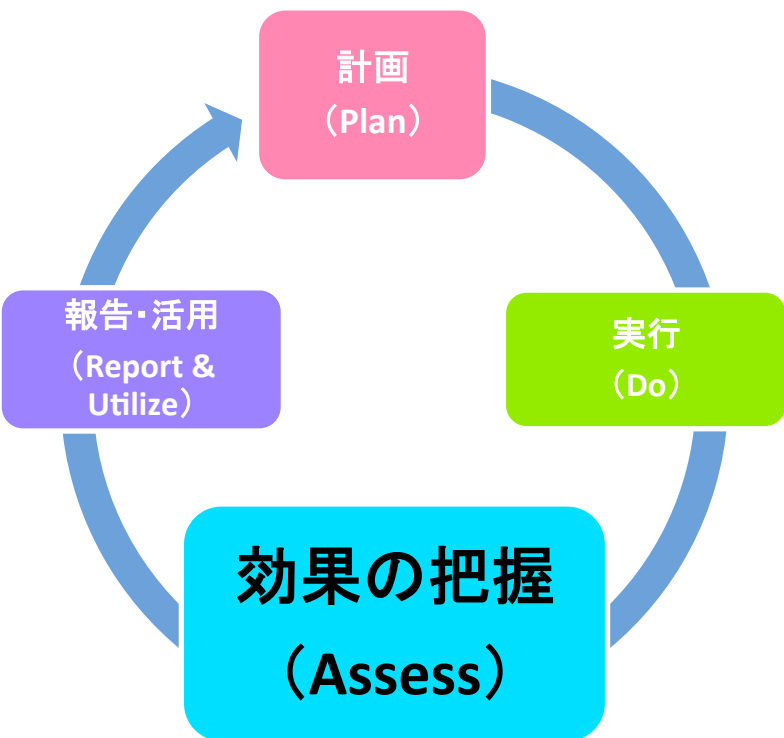 計画
（Plan）
実行
（Do）
効果の把握
（Assess）
報告・活用
（Report &
Utilize）